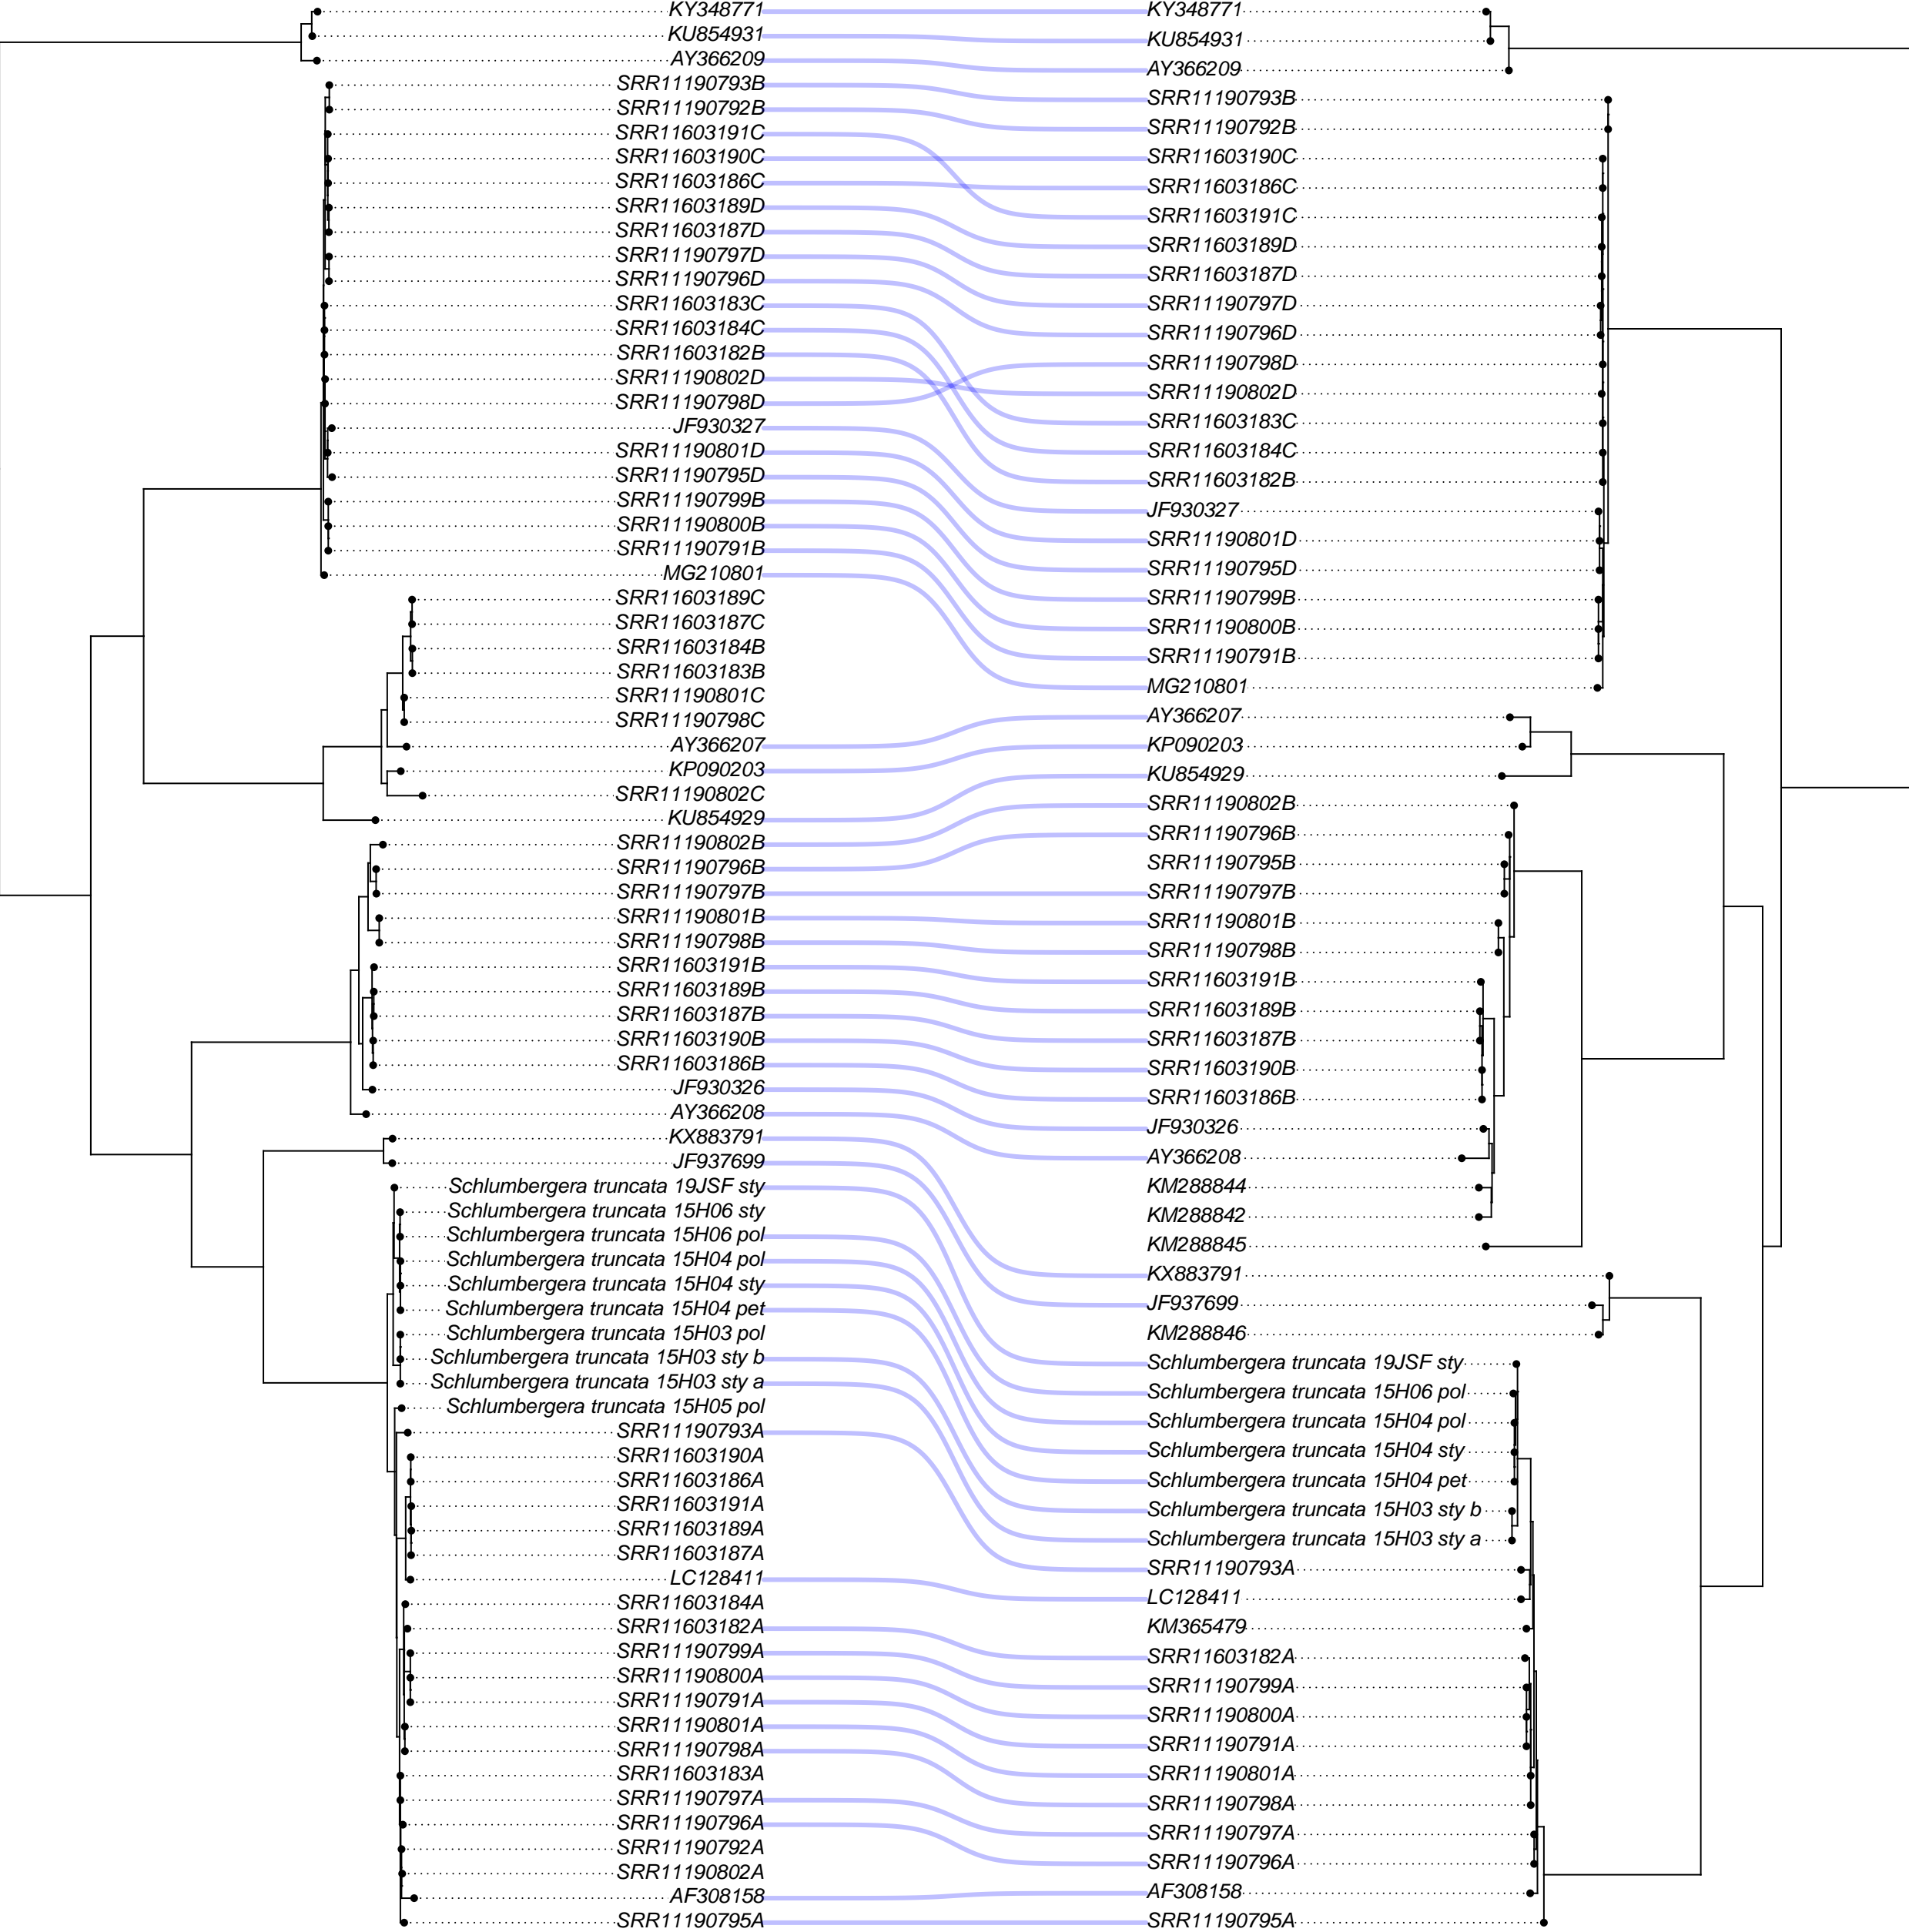 KY348771
KU854931
AY366209
SRR11190793B
SRR11190792B
SRR11603191C
SRR11603190C
SRR11603186C
SRR11603189D
SRR11603187D
SRR11190797D
SRR11190796D
SRR11603183C
SRR11603184C
SRR11603182B
SRR11190802D
SRR11190798D
JF930327
SRR11190801D
SRR11190795D
SRR11190799B
SRR11190800B
SRR11190791B
MG210801
SRR11603189C
SRR11603187C
SRR11603184B
SRR11603183B
SRR11190801C
SRR11190798C
AY366207
KP090203
SRR11190802C
KU854929
SRR11190802B
SRR11190796B
SRR11190797B
SRR11190801B
SRR11190798B
SRR11603191B
SRR11603189B
SRR11603187B
SRR11603190B
SRR11603186B
JF930326
AY366208
KX883791
JF937699
Schlumbergera truncata 19JSF sty
Schlumbergera truncata 15H06 sty
Schlumbergera truncata 15H06 pol
Schlumbergera truncata 15H04 pol
Schlumbergera truncata 15H04 sty
Schlumbergera truncata 15H04 pet
Schlumbergera truncata 15H03 pol
Schlumbergera truncata 15H03 sty b
Schlumbergera truncata 15H03 sty a
Schlumbergera truncata 15H05 pol
SRR11190793A
SRR11603190A
SRR11603186A
SRR11603191A
SRR11603189A
SRR11603187A
LC128411
SRR11603184A
SRR11603182A
SRR11190799A
SRR11190800A
SRR11190791A
SRR11190801A
SRR11190798A
SRR11603183A
SRR11190797A
SRR11190796A
SRR11190792A
SRR11190802A
AF308158
SRR11190795A
KY348771
KU854931
AY366209
SRR11190793B
SRR11190792B
SRR11603190C
SRR11603186C
SRR11603191C
SRR11603189D
SRR11603187D
SRR11190797D
SRR11190796D
SRR11190798D
SRR11190802D
SRR11603183C
SRR11603184C
SRR11603182B
JF930327
SRR11190801D
SRR11190795D
SRR11190799B
SRR11190800B
SRR11190791B
MG210801
AY366207
KP090203
KU854929
SRR11190802B
SRR11190796B
SRR11190795B
SRR11190797B
SRR11190801B
SRR11190798B
SRR11603191B
SRR11603189B
SRR11603187B
SRR11603190B
SRR11603186B
JF930326
AY366208
KM288844
KM288842
KM288845
KX883791
JF937699
KM288846
Schlumbergera truncata 19JSF sty
Schlumbergera truncata 15H06 pol
Schlumbergera truncata 15H04 pol
Schlumbergera truncata 15H04 sty
Schlumbergera truncata 15H04 pet
Schlumbergera truncata 15H03 sty b
Schlumbergera truncata 15H03 sty a
SRR11190793A
LC128411
KM365479
SRR11603182A
SRR11190799A
SRR11190800A
SRR11190791A
SRR11190801A
SRR11190798A
SRR11190797A
SRR11190796A
AF308158
SRR11190795A